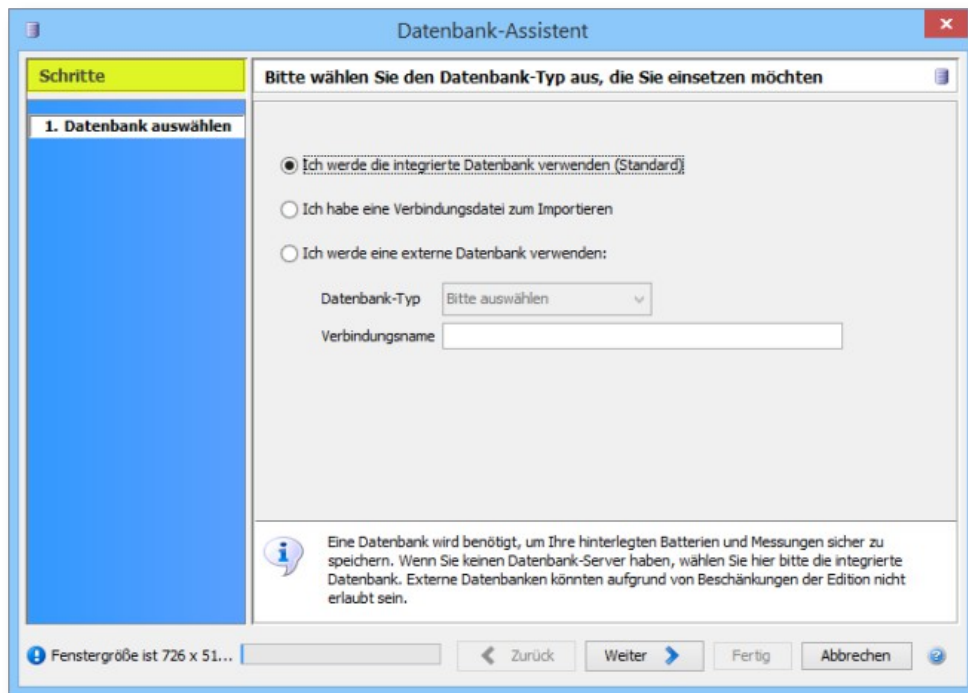 Datenbank-Assistent
Schritte
Bitte wählen Sie den Datenbank-Typ aus, die Sie einsetzen möchten
1. Datenbank auswählen
Ich werde die integrierte Datenbank verwenden (Standard)
Ich habe eine Verbindungsdatei zum Importieren
Ich werde eine externe Datenbank verwenden:
Datenbank-Typ Bitte auswählen
Verbindungsname
Eine Datenbank wird benötigt, um Ihre hinterlegten Batterien und Messungen sicher zu
speichern. Wenn Sie keinen Datenbank-Server haben, wählen Sie hier bitte die integrierte
Datenbank. Externe Datenbanken könnten aufgrund von Beschänkungen der Edition nicht
erlaubt sein.
Fenstergröße ist 726 x 51... Zurück Weiter Fertig Abbrechen